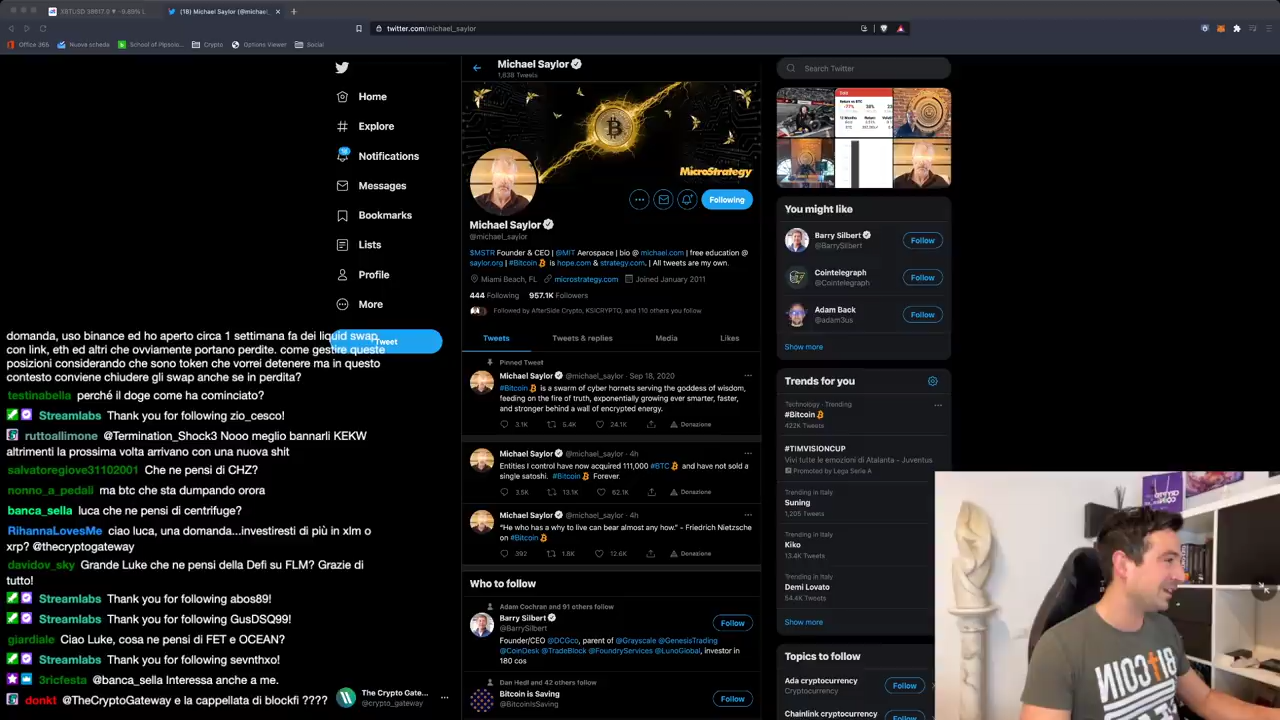 XBTUSD 38617.0 ▼ -9.89% L
(18) Michael Saylor (@michael_
twitter.com/michael_saylor
Office 365
Nuova scheda
School of Pipsolo...
Crypto
Options Viewer
Social
Home
Explore
Notifications
Messages
Bookmarks
Lists
Profile
More
Tweet
domanda, uso binance ed ho aperto circa 1 settimana fa dei liquid swap
con link, eth ed altri che ovviamente portano perdite. come gestire queste
posizioni considerando che sono token che vorrei detenere ma in questo
contesto conviene chiudere gli swap anche se in perdita?
testinabella perché il doge come ha cominciato?
Streamlabs Thank you for following zio_cesco!
ruttoallimone @Termination_Shock3 Nooo meglio bannarli KEKW
altrimenti la prossima volta arrivano con una nuova shit
salvatoregiove31102001 Che ne pensi di CHZ?
nonno_a_pedali ma btc che sta dumpando orora
banca_sella luca che ne pensi di centrifuge?
RihannaLovesMe ciao luca, una domanda...investiresti di più in xlm o
xrp? @thecryptogateway
davidov_sky Grande Luke che ne pensi della Defi su FLM? Grazie di
tutto!
Streamlabs Thank you for following abos89!
Streamlabs Thank you for following GusDSQ99!
giardiale Ciao Luke, cosa ne pensi di FET e OCEAN?
Streamlabs Thank you for following sevnthxo!
3ricfesta @banca_sella Interessa anche a me.
donkt @TheCryptoGateway e la cappellata di blockfi ????
The Crypto Gate...
@crypto_gateway
Michael Saylor
1,638 Tweets
MicroStrategy
Following
Michael Saylor
@michael_saylor
$MSTR Founder & CEO | @MIT Aerospace | bio @ michael.com | free education @
saylor.org | #Bitcoin is hope.com & strategy.com. | All tweets are my own.
Miami Beach, FL microstrategy.com Joined January 2011
444 Following 957.1K Followers
Followed by AfterSide Crypto, KSICRYPTO, and 110 others you follow
Tweets Tweets & replies Media Likes
Pinned Tweet
Michael Saylor @michael_saylor · Sep 18, 2020
#Bitcoin is a swarm of cyber hornets serving the goddess of wisdom,
feeding on the fire of truth, exponentially growing ever smarter, faster,
and stronger behind a wall of encrypted energy.
3.1K 5.4K 24.1K Donazione
Michael Saylor @michael_saylor · 4h
Entities I control have now acquired 111,000 #BTC and have not sold a
single satoshi. #Bitcoin Forever.
3.5K 13.1K 62.1K Donazione
Michael Saylor @michael_saylor · 4h
“He who has a why to live can bear almost any how.” - Friedrich Nietzsche
on #Bitcoin
392 1.8K 12.6K Donazione
Who to follow
Adam Cochran and 91 others follow
Barry Silbert
@BarrySilbert
Follow
Founder/CEO @DCGco, parent of @Grayscale @GenesisTrading
@CoinDesk @TradeBlock @FoundryServices @LunoGlobal, investor in
180 cos
Dan Hedl and 42 others follow
Bitcoin is Saving
@BitcoinIsSaving
Follow
Search Twitter
You might like
Barry Silbert
@BarrySilbert
Follow
Cointelegraph
@Cointelegraph
Follow
Adam Back
@adam3us
Follow
Show more
Trends for you
Technology · Trending
#Bitcoin
422K Tweets
#TIMVISIONCUP
Vivi tutte le emozioni di Atalanta - Juventus
Promoted by Lega Serie A
Trending in Italy
Suning
1,205 Tweets
Trending in Italy
Kiko
13.4K Tweets
Trending in Italy
Demi Lovato
54.4K Tweets
Show more
Topics to follow
Ada cryptocurrency
Cryptocurrency
Follow
Chainlink cryptocurrency
Follow